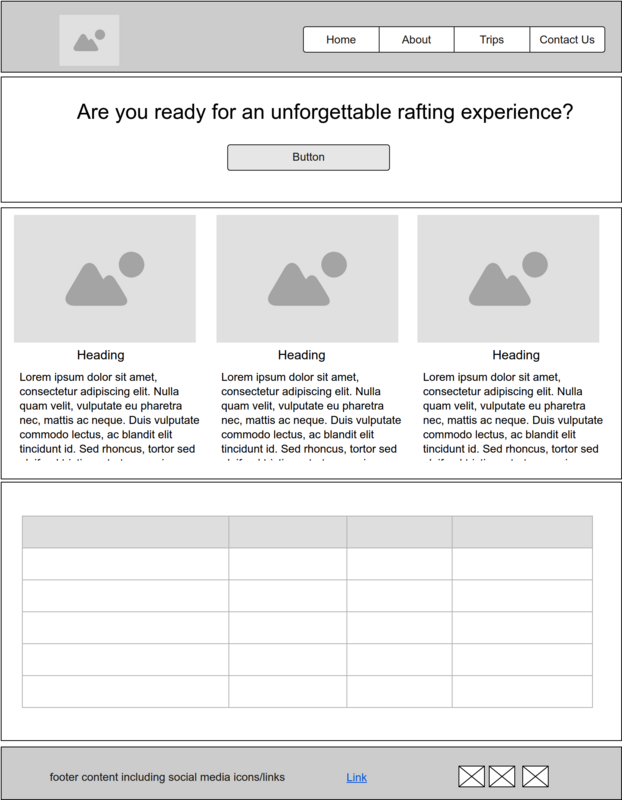 Home About Trips Contact Us
Are you ready for an unforgettable rafting experience?
Button
Heading
Lorem ipsum dolor sit amet,
consectetur adipiscing elit. Nulla
quam velit, vulputate eu pharetra
nec, mattis ac neque. Duis vulputate
commodo lectus, ac blandit elit
tincidunt id. Sed rhoncus, tortor sed
Heading
Lorem ipsum dolor sit amet,
consectetur adipiscing elit. Nulla
quam velit, vulputate eu pharetra
nec, mattis ac neque. Duis vulputate
commodo lectus, ac blandit elit
tincidunt id. Sed rhoncus, tortor sed
Heading
Lorem ipsum dolor sit amet,
consectetur adipiscing elit. Nulla
quam velit, vulputate eu pharetra
nec, mattis ac neque. Duis vulputate
commodo lectus, ac blandit elit
tincidunt id. Sed rhoncus, tortor sed
footer content including social media icons/links Link